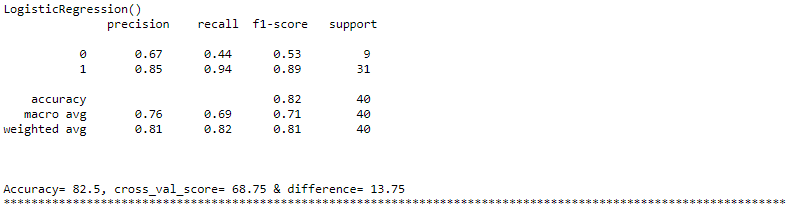 LogisticRegression()
precision recall f1-score support
0 0.67 0.44 0.53 9
1 0.85 0.94 0.89 31
accuracy 0.82 40
macro avg 0.76 0.69 0.71 40
weighted avg 0.81 0.82 0.81 40
Accuracy= 82.5, cross_val_score= 68.75 & difference= 13.75
****************************************************************************************************************